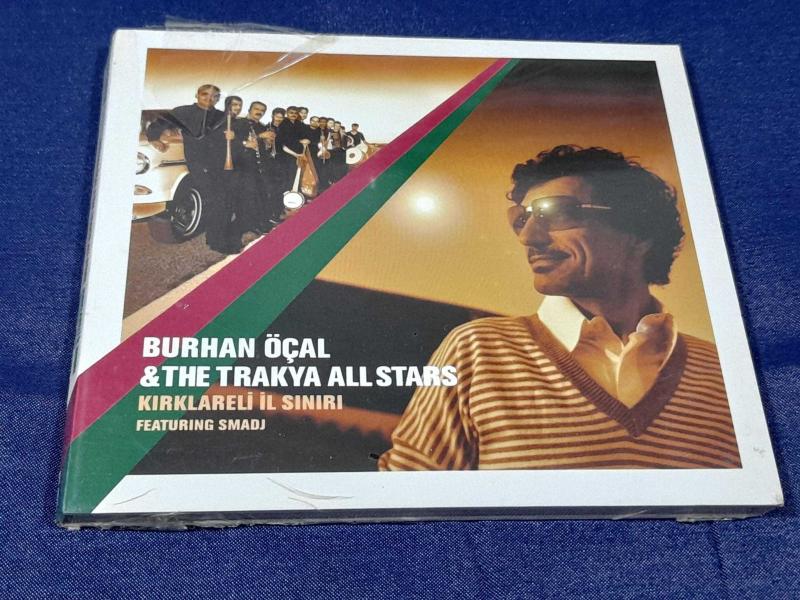 BURHAN ÖÇAL
& THE TRAKYA ALL STARS
KIRKLARELİ İL SINIRI
FEATURING SMADJ